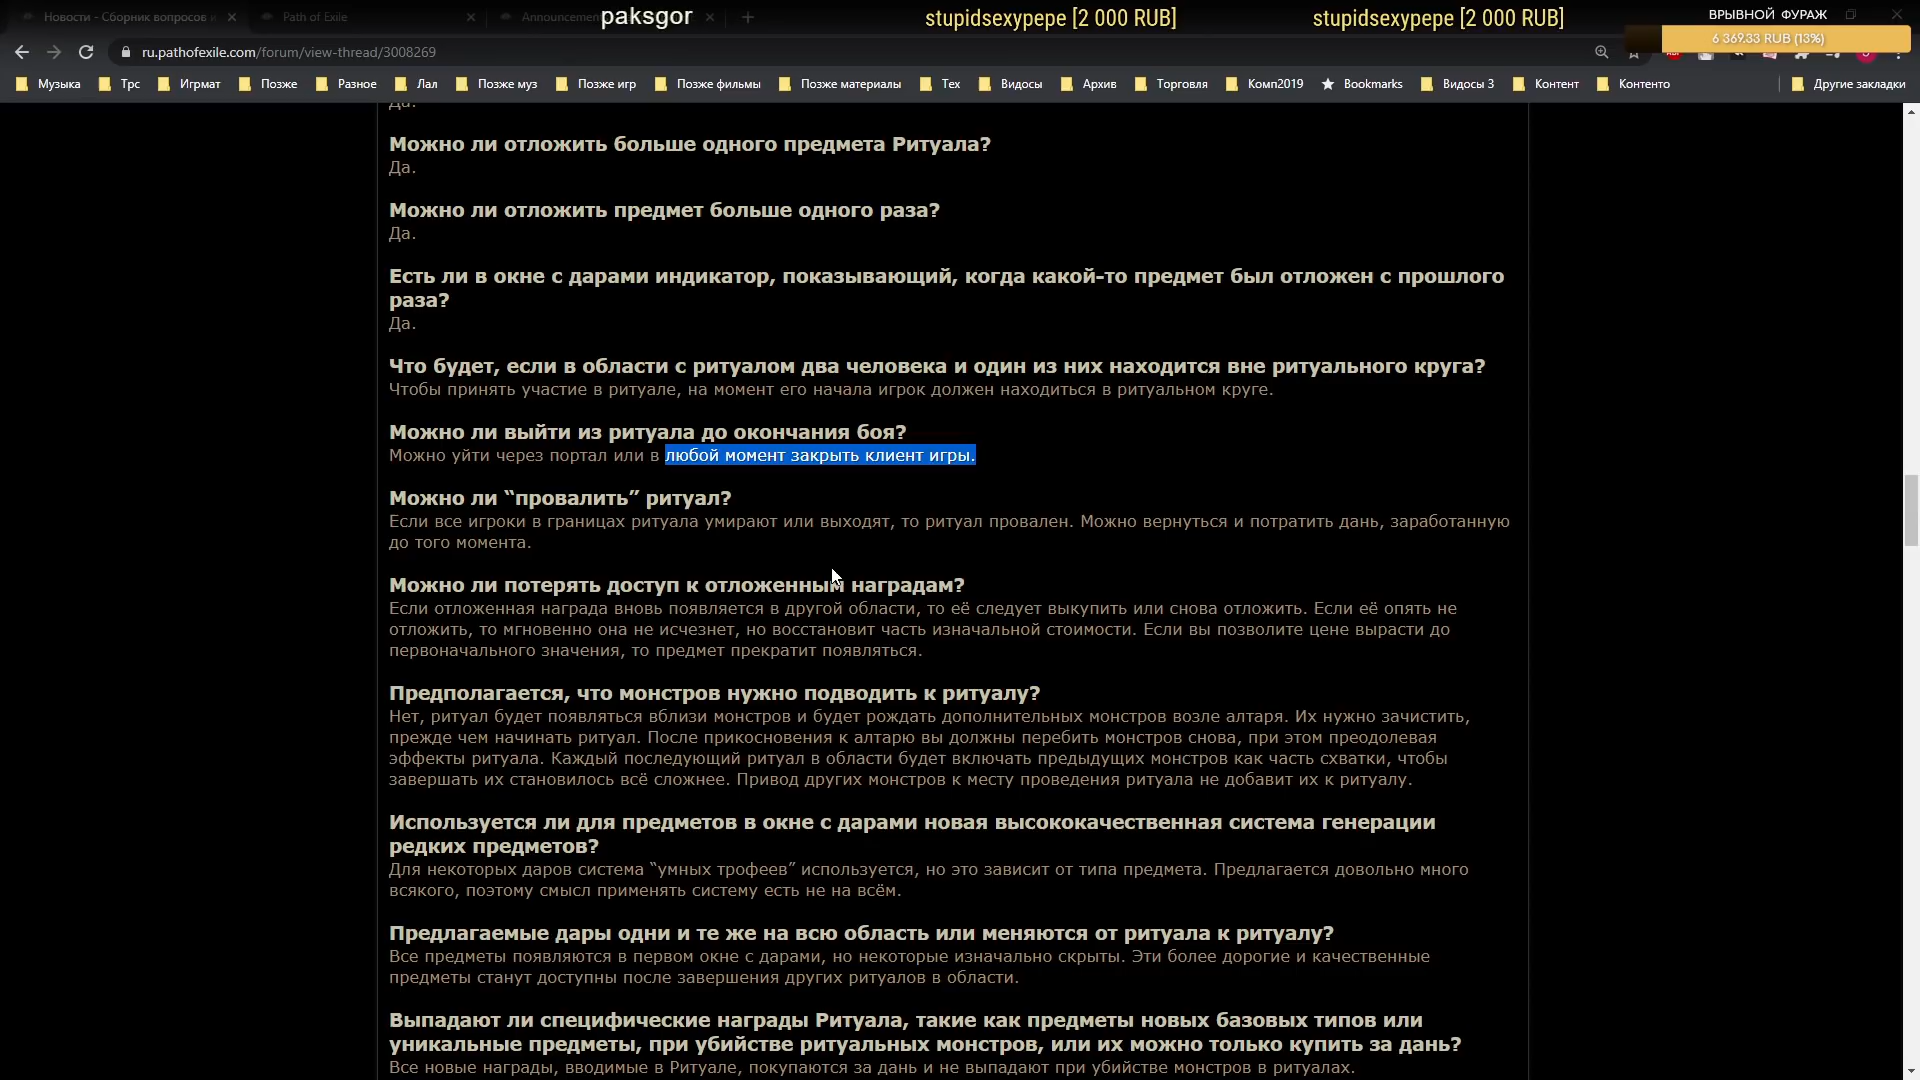 Новости - Сборник вопросов и
Path of Exile
Announcement
paksgor
stupidsexypepe [2 000 RUB]
stupidsexypepe [2 000 RUB]
ВРЫВНОЙ ФУРАЖ
6 369.33 RUB (13%)
ru.pathofexile.com/forum/view-thread/3008269
Музыка Трс Игрмат Позже Разное Лал Позже муз Позже игр Позже фильмы Позже материалы Тех Видосы Архив Торговля Комп2019 Bookmarks Видосы 3 Контент Контенто Другие закладки
Да.
Можно ли отложить больше одного предмета Ритуала?
Да.
Можно ли отложить предмет больше одного раза?
Да.
Есть ли в окне с дарами индикатор, показывающий, когда какой-то предмет был отложен с прошлого
раза?
Да.
Что будет, если в области с ритуалом два человека и один из них находится вне ритуального круга?
Чтобы принять участие в ритуале, на момент его начала игрок должен находиться в ритуальном круге.
Можно ли выйти из ритуала до окончания боя?
Можно уйти через портал или в любой момент закрыть клиент игры.
Можно ли “провалить” ритуал?
Если все игроки в границах ритуала умирают или выходят, то ритуал провален. Можно вернуться и потратить дань, заработанную
до того момента.
Можно ли потерять доступ к отложенным наградам?
Если отложенная награда вновь появляется в другой области, то её следует выкупить или снова отложить. Если её опять не
отложить, то мгновенно она не исчезнет, но восстановит часть изначальной стоимости. Если вы позволите цене вырасти до
первоначального значения, то предмет прекратит появляться.
Предполагается, что монстров нужно подводить к ритуалу?
Нет, ритуал будет появляться вблизи монстров и будет рождать дополнительных монстров возле алтаря. Их нужно зачистить,
прежде чем начинать ритуал. После прикосновения к алтарю вы должны перебить монстров снова, при этом преодолевая
эффекты ритуала. Каждый последующий ритуал в области будет включать предыдущих монстров как часть схватки, чтобы
завершать их становилось всё сложнее. Привод других монстров к месту проведения ритуала не добавит их к ритуалу.
Используется ли для предметов в окне с дарами новая высококачественная система генерации
редких предметов?
Для некоторых даров система “умных трофеев” используется, но это зависит от типа предмета. Предлагается довольно много
всякого, поэтому смысл применять систему есть не на всём.
Предлагаемые дары одни и те же на всю область или меняются от ритуала к ритуалу?
Все предметы появляются в первом окне с дарами, но некоторые изначально скрыты. Эти более дорогие и качественные
предметы станут доступны после завершения других ритуалов в области.
Выпадают ли специфические награды Ритуала, такие как предметы новых базовых типов или
уникальные предметы, при убийстве ритуальных монстров, или их можно только купить за дань?
Все новые награды, вводимые в Ритуале, покупаются за дань и не выпадают при убийстве монстров в ритуалах.